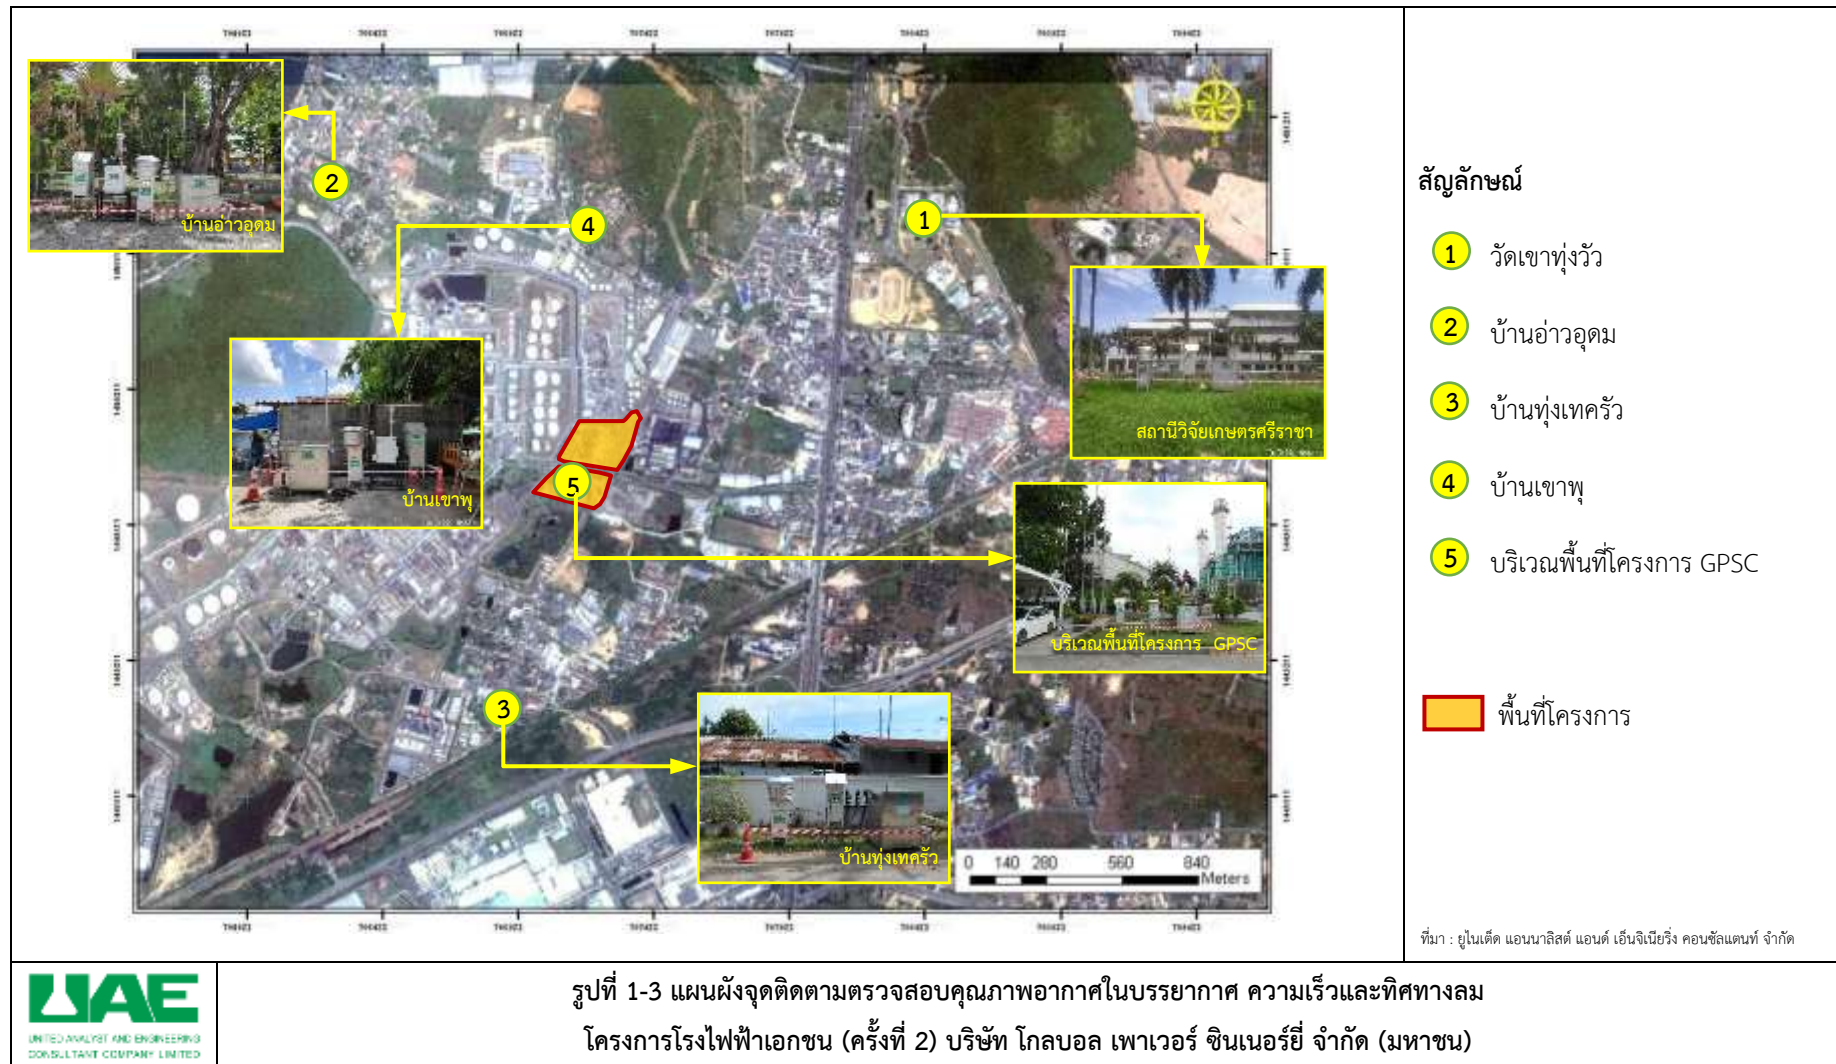 บ้านอ่าวอุดม
2
4
1
บ้านเขาพุ
สถานีวิจัยเกษตรศรีราชา
5
บริเวณพื้นที่โครงการ GPSC
3
บ้านทุ่งเทครัว
0 140 280 560 840
Meters
สัญลักษณ์
1 วัดเขาทุ่งวัว
2 บ้านอ่าวอุดม
3 บ้านทุ่งเทครัว
4 บ้านเขาพุ
5 บริเวณพื้นที่โครงการ GPSC
พื้นที่โครงการ
ที่มา : ยูไนเต็ด แอนนาลิสต์ แอนด์ เอ็นจิเนียริ่ง คอนซัลแตนท์ จำกัด
UAE
UNITED ANALYST AND ENGINEERING
CONSULTANT COMPANY LIMITED
รูปที่ 1-3 แผนผังจุดติดตามตรวจสอบคุณภาพอากาศในบรรยากาศ ความเร็วและทิศทางลม
โครงการโรงไฟฟ้าเอกชน (ครั้งที่ 2) บริษัท โกลบอล เพาเวอร์ ซินเนอร์ยี่ จำกัด (มหาชน)